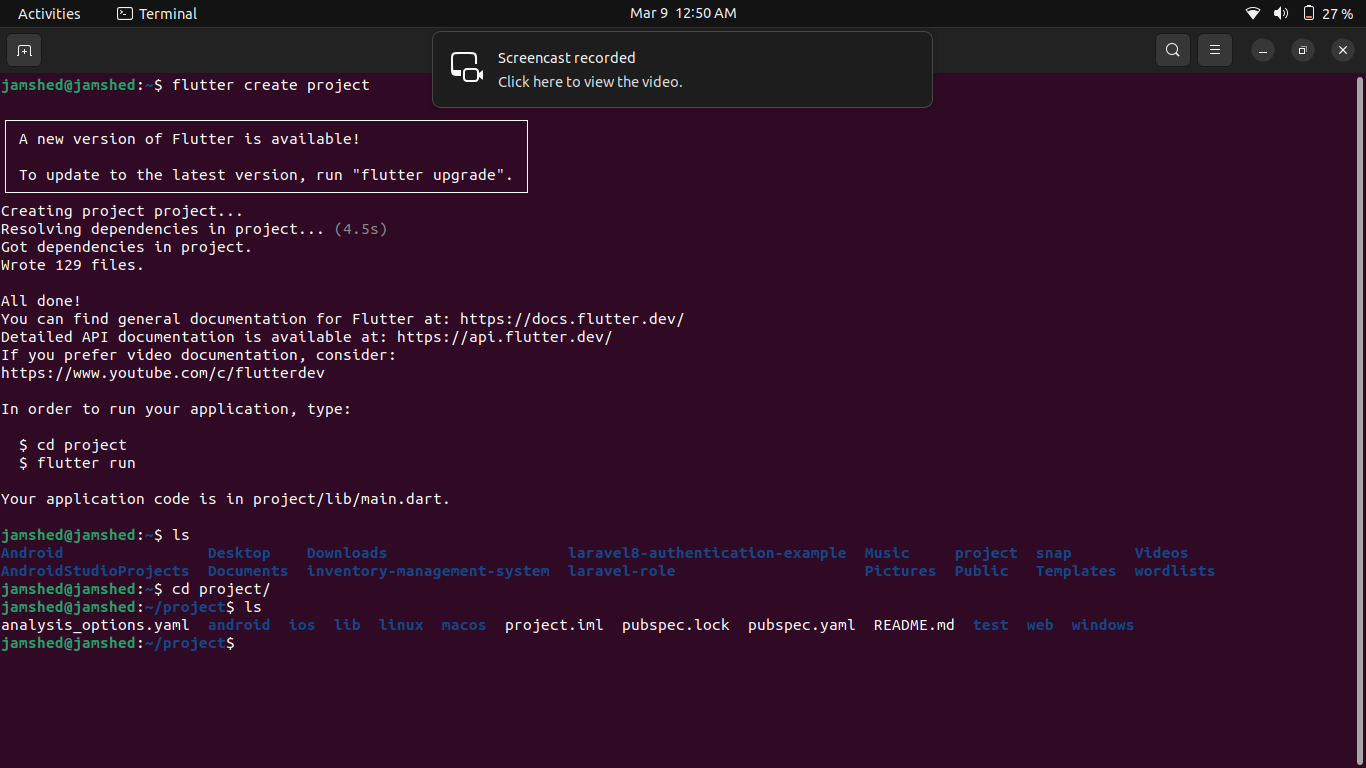 Activities Terminal Mar 9 12:50 AM 27 %
Screencast recorded
Click here to view the video.
jamshed@jamshed:~$ flutter create project
A new version of Flutter is available!
To update to the latest version, run "flutter upgrade".
Creating project project...
Resolving dependencies in project... (4.5s)
Got dependencies in project.
Wrote 129 files.
All done!
You can find general documentation for Flutter at: https://docs.flutter.dev/
Detailed API documentation is available at: https://api.flutter.dev/
If you prefer video documentation, consider:
https://www.youtube.com/c/flutterdev
In order to run your application, type:
$ cd project
$ flutter run
Your application code is in project/lib/main.dart.
jamshed@jamshed:~$ ls
Android Desktop Downloads laravel8-authentication-example Music project snap Videos
AndroidStudioProjects Documents inventory-management-system laravel-role Pictures Public Templates wordlists
jamshed@jamshed:~$ cd project/
jamshed@jamshed:~/project$ ls
analysis_options.yaml android ios lib linux macos project.iml pubspec.lock pubspec.yaml README.md test web windows
jamshed@jamshed:~/project$